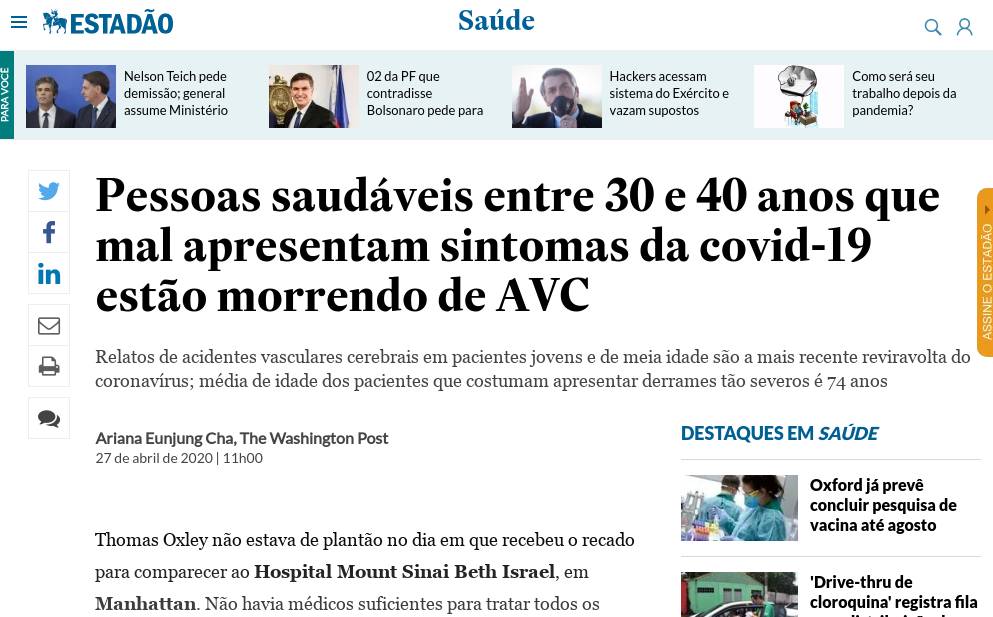 ESTADÃO
Saúde
PARA VOCÊ
Nelson Teich pede
demissão; general
assume Ministério
02 da PF que
contradisse
Bolsonaro pede para
Hackers acessam
sistema do Exército e
vazam supostos
Como será seu
trabalho depois da
pandemia?
Pessoas saudáveis entre 30 e 40 anos que
mal apresentam sintomas da covid-19
estão morrendo de AVC
ASSINE O ESTADÃO
Relatos de acidentes vasculares cerebrais em pacientes jovens e de meia idade são a mais recente reviravolta do
coronavírus; média de idade dos pacientes que costumam apresentar derrames tão severos é 74 anos
Ariana Eunjung Cha, The Washington Post
27 de abril de 2020 | 11h00
Thomas Oxley não estava de plantão no dia em que recebeu o recado
para comparecer ao Hospital Mount Sinai Beth Israel, em
Manhattan. Não havia médicos suficientes para tratar todos os
DESTAQUES EM SAÚDE
Oxford já prevê
concluir pesquisa de
vacina até agosto
'Drive-thru de
cloroquina' registra fila